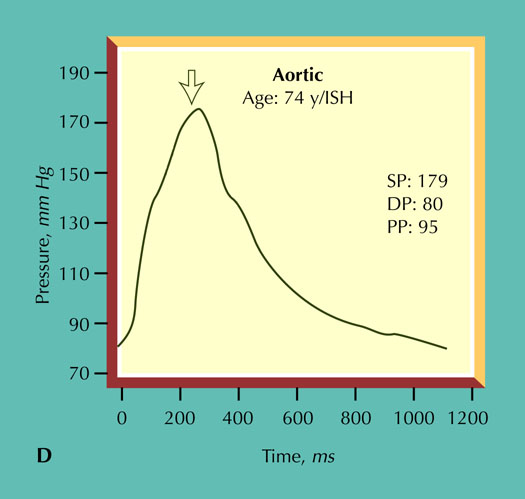 Aortic
Age: 74 y/ISH
SP: 179
DP: 80
PP: 95
Pressure, mm Hg
190
170
150
130
110
90
70
0 200 400 600 800 1000 1200
Time, ms
D